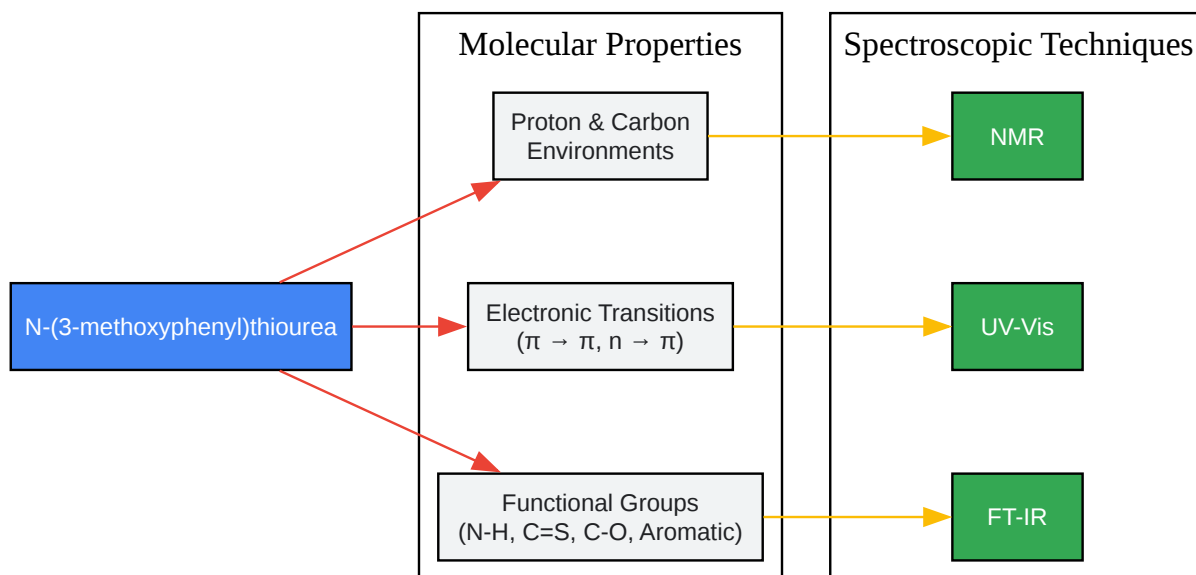 Molecular Properties
Spectroscopic Techniques
Proton & Carbon
Environments
NMR
N-(3-methoxyphenyl)thiourea
Electronic Transitions
(π → π, n → π)
UV-Vis
Functional Groups
(N-H, C=S, C-O, Aromatic)
FT-IR